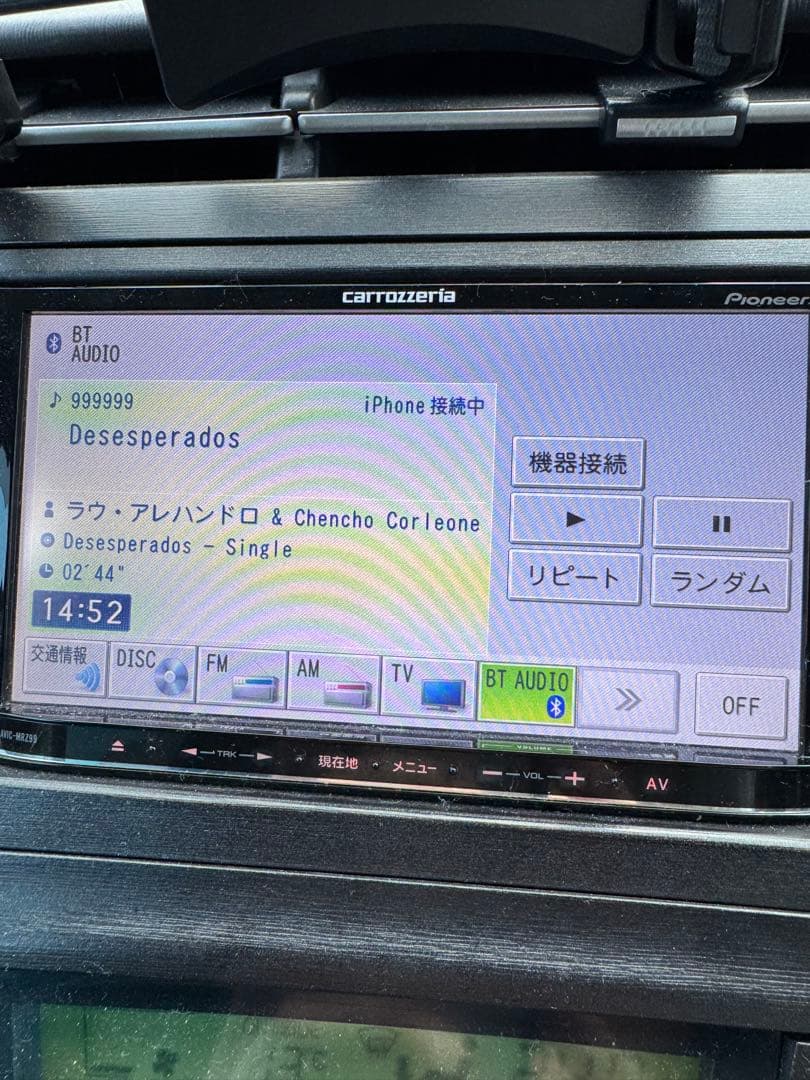 carrozzeria
Pioneer
BT
AUDIO
♪ 999999
iPhone 接続中
Desesperados
機器接続
ラウ・アレハンドロ & Chencho Corleone
Desesperados - Single
02´44"
リピート
ランダム
14:52
交通情報
DISC
FM
AM
TV
BT AUDIO
OFF
AVIC-MRZ99
VOLUME
TRK
現在地
メニュー
VOL
AV